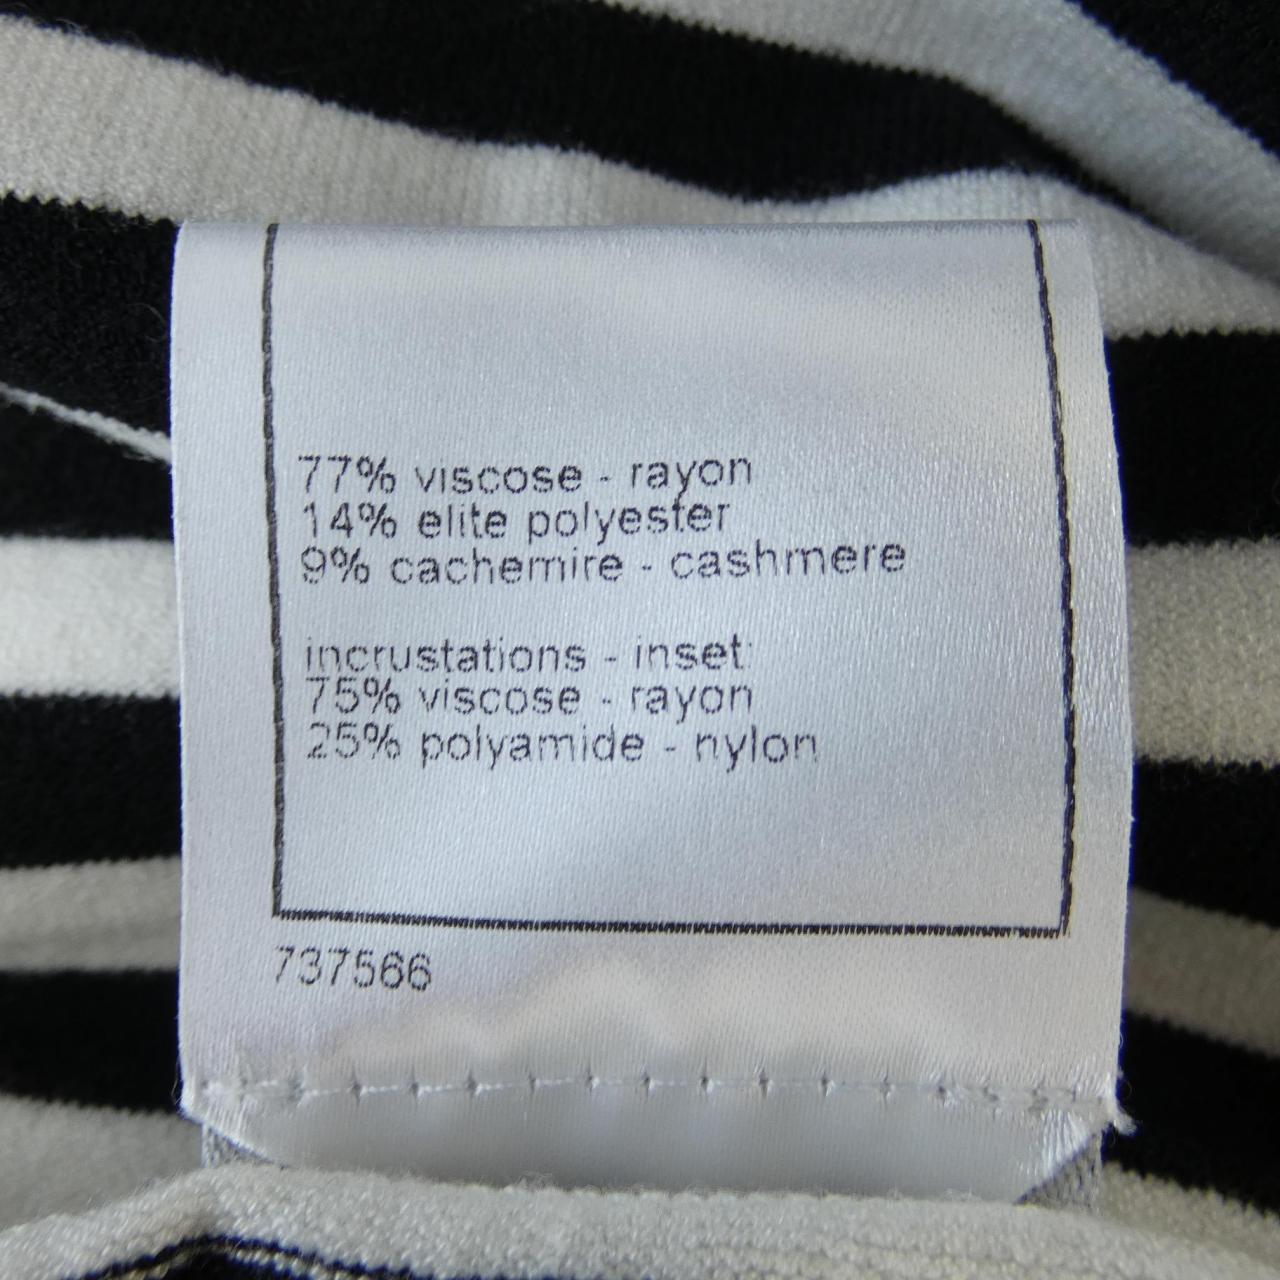 77% viscose - rayon
14% elite polyester
9% cachemire - cashmere
incrustations - inset:
75% viscose - rayon
25% polyamide - nylon
737566